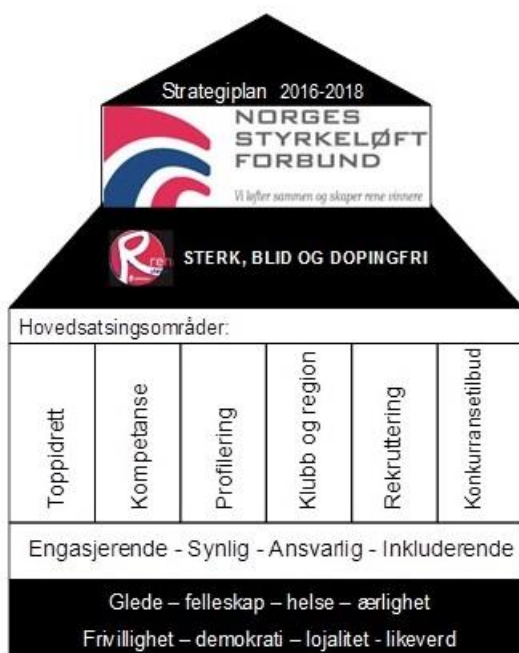 Strategiplan 2016-2018
NORGES
STYRKELØFT
FORBUND
Vi løfter sammen og skaper rene vinnere
R ren
STERK, BLID OG DOPINGFRI
Hovedsatsingsområder:
Toppidrett
Kompetanse
Profilering
Klubb og region
Rekruttering
Konkurransetilbud
Engasjerende - Synlig - Ansvarlig - Inkluderende
Glede – felleskap – helse – ærlighet
Frivillighet – demokrati – lojalitet - likeverd